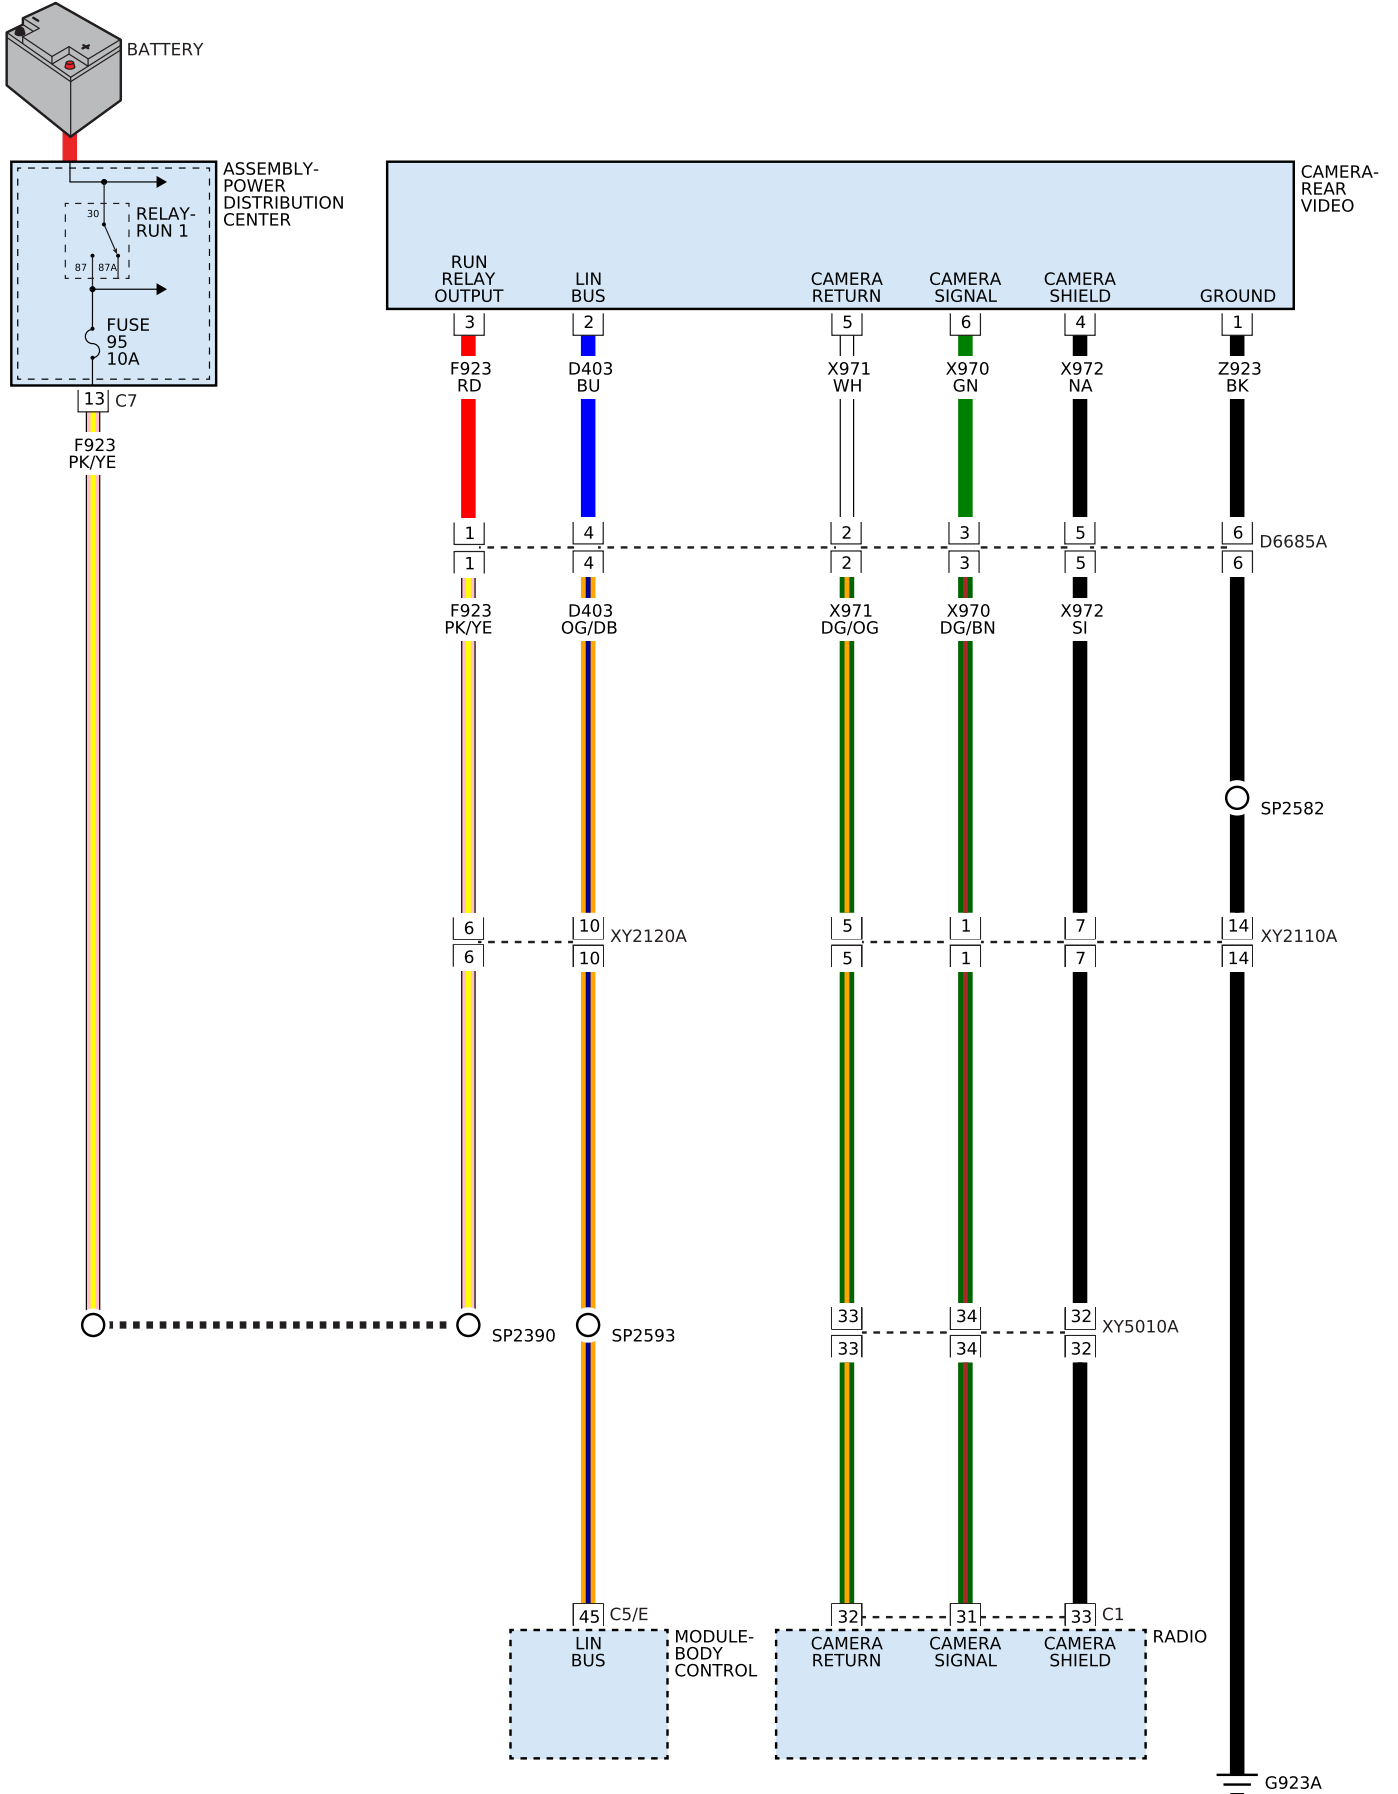 BATTERY
ASSEMBLY-
POWER
DISTRIBUTION
CENTER
30
RELAY-
RUN 1
87 87A
FUSE
95
10A
13 C7
F923
PK/YE
CAMERA-
REAR
VIDEO
RUN
RELAY
OUTPUT
LIN
BUS
CAMERA
RETURN
CAMERA
SIGNAL
CAMERA
SHIELD
GROUND
3 2 5 6 4 1
F923 D403 X971 X970 X972 Z923
RD BU WH GN NA BK
1 4 2 3 5 6
D6685A
1 4 2 3 5 6
F923 D403 X971 X970 X972
PK/YE OG/DB DG/OG DG/BN SI
SP2582
6 10 5 1 7 14
XY2120A XY2110A
6 10 5 1 7 14
33 34 32
XY5010A
SP2390 SP2593
33 34 32
45 C5/E 32 31 33 C1
LIN
BUS
MODULE-
BODY
CONTROL
CAMERA
RETURN
CAMERA
SIGNAL
CAMERA
SHIELD
RADIO
G923A